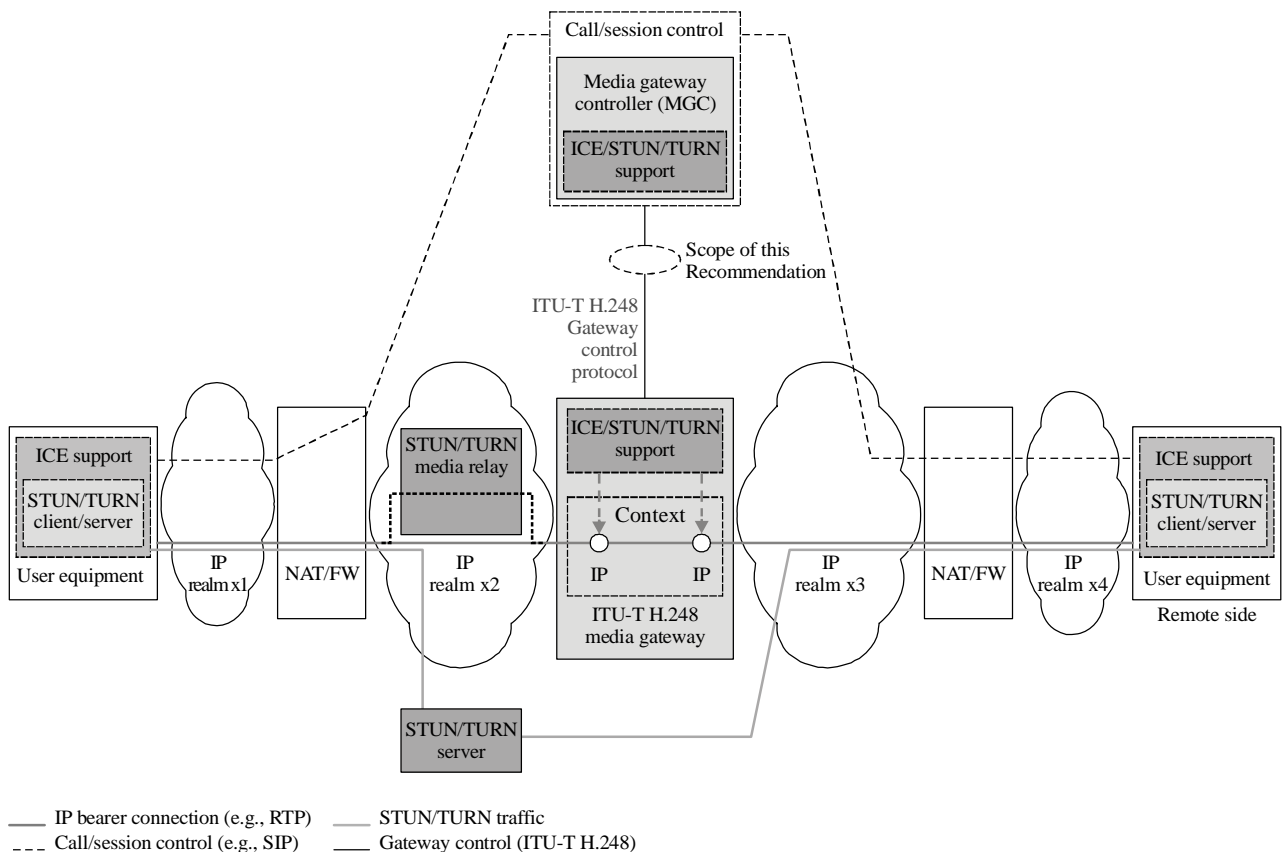 Call/session control
Media gateway
controller (MGC)
ICE/STUN/TURN
support
Scope of this
Recommendation
ITU-T H.248
Gateway
control
protocol
ICE support
STUN/TURN
client/server
User equipment
IP
realm x1
NAT/FW
STUN/TURN
media relay
IP
realm x2
ICE/STUN/TURN
support
Context
IP
IP
ITU-T H.248
media gateway
IP
realm x3
NAT/FW
IP
realm x4
ICE support
STUN/TURN
client/server
User equipment
Remote side
STUN/TURN
server
IP bearer connection (e.g., RTP)
STUN/TURN traffic
Call/session control (e.g., SIP)
Gateway control (ITU-T H.248)